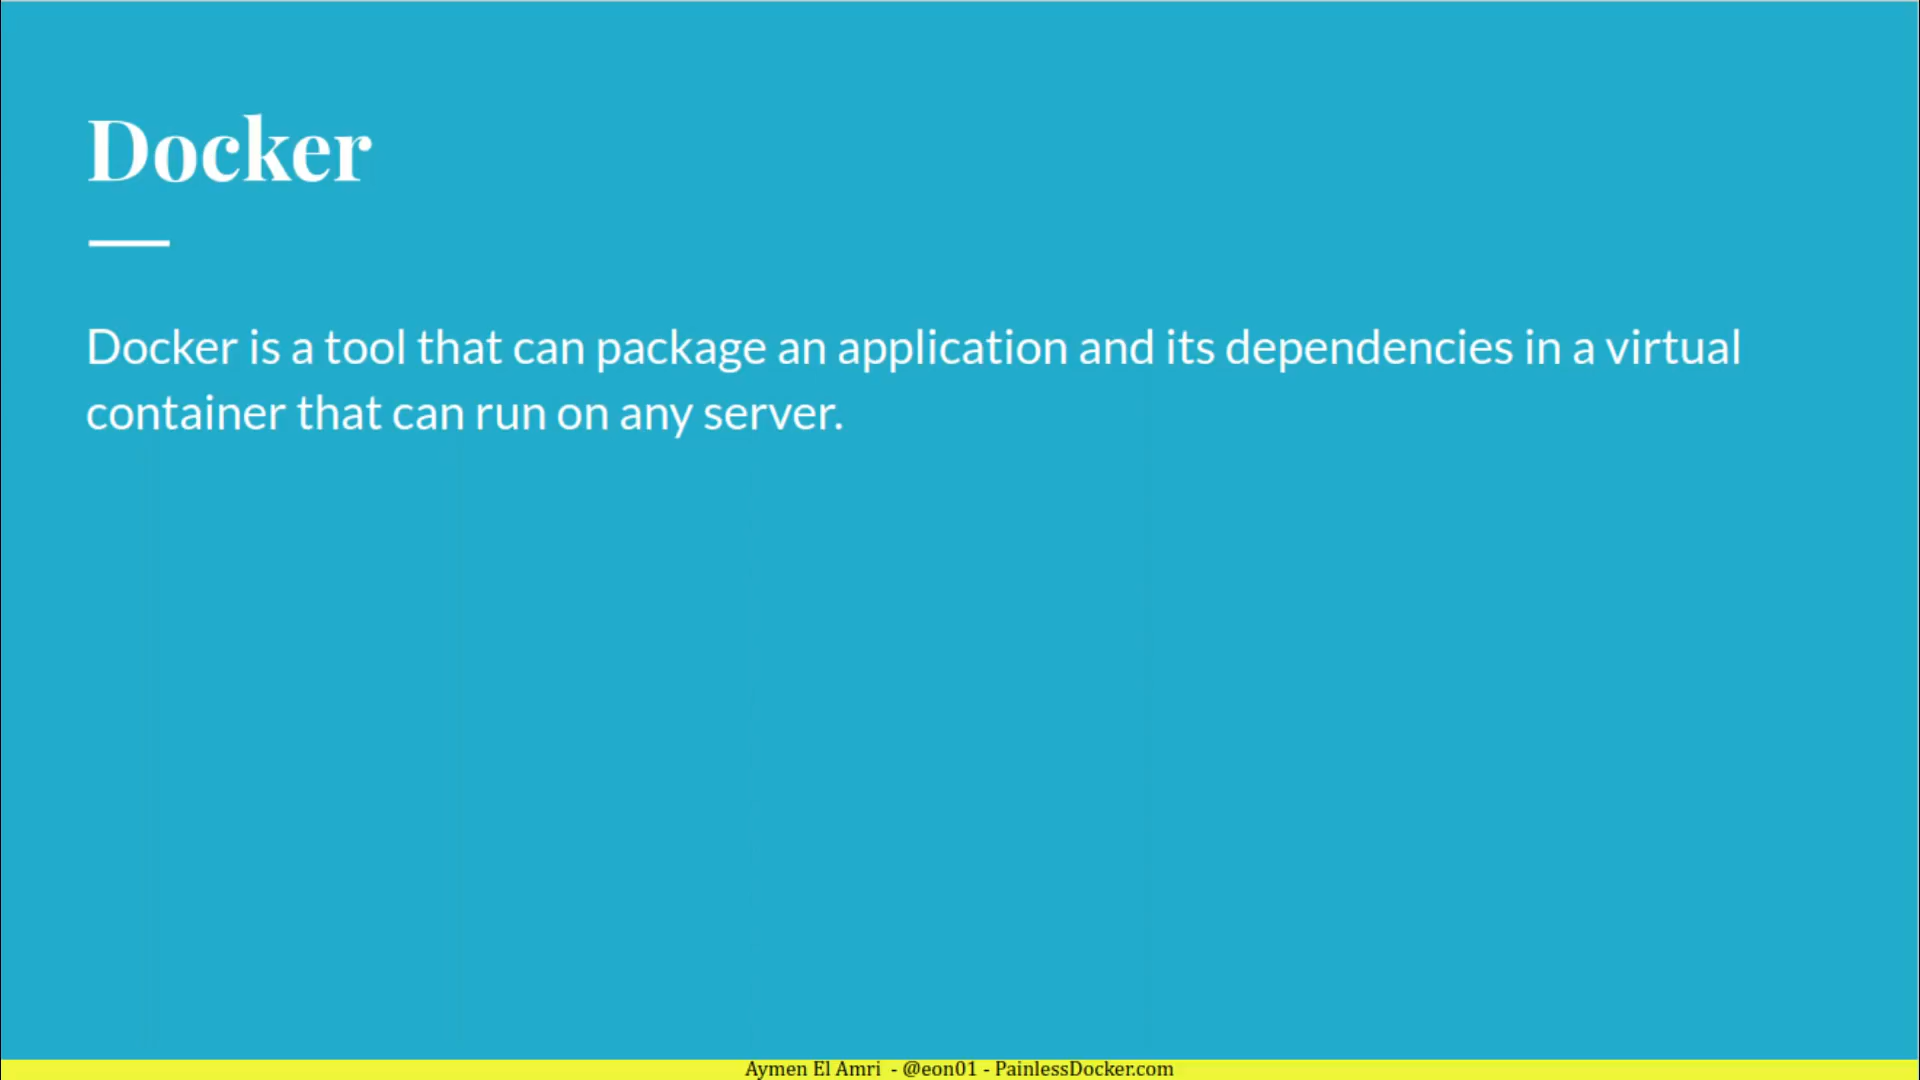 Docker
Docker is a tool that can package an application and its dependencies in a virtual
container that can run on any server.
Aymen El Amri - @eon01 - PainlessDocker.com